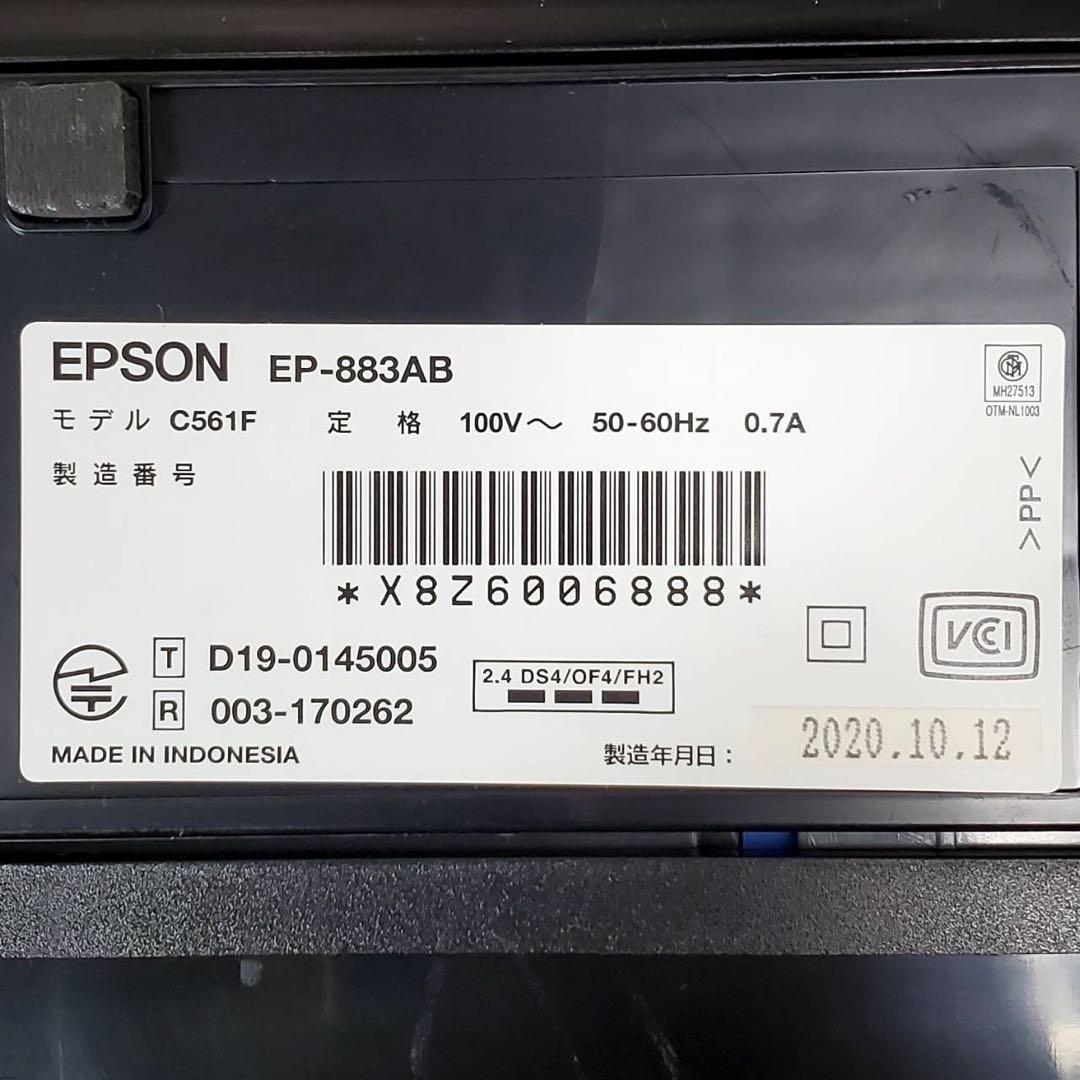 EPSON EP-883AB
モデル C561F 定格 100V～ 50-60Hz 0.7A
MH27513
OTM-NL1003
製造番号
>PP<
*X8Z6006888*
T D19-0145005
R 003-170262
2.4 DS4/OF4/FH2
VCI
MADE IN INDONESIA
製造年月日： 2020.10.12